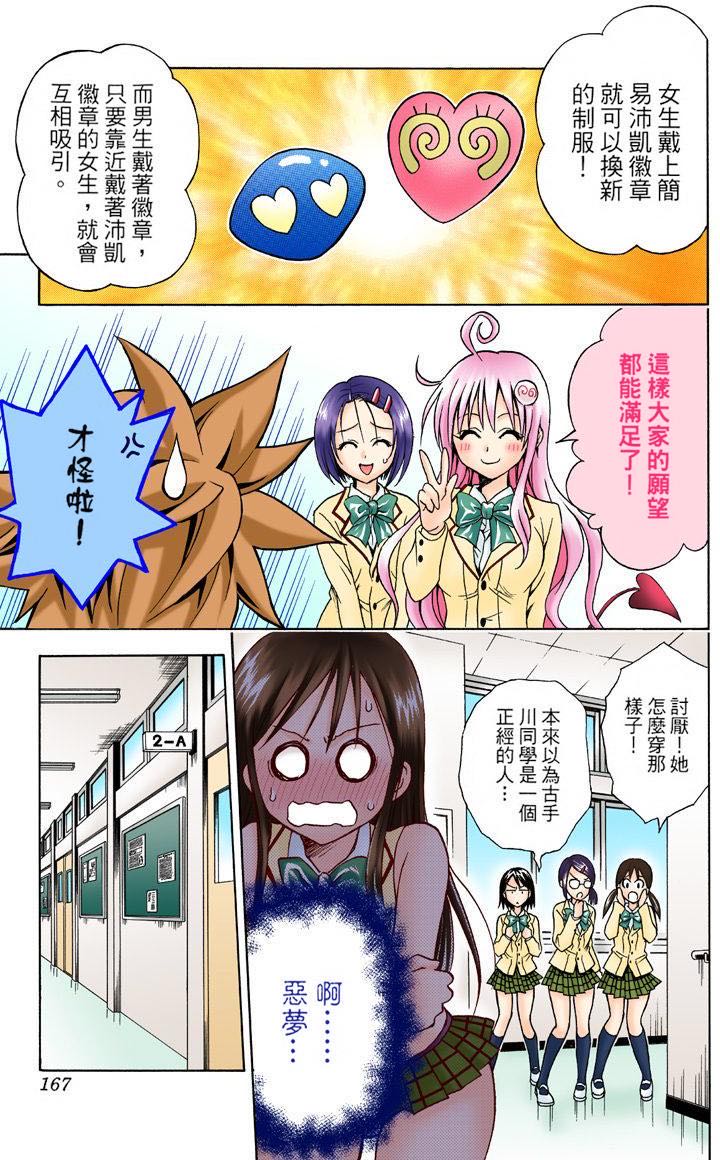 女生戴上簡
易沛凱徽章
就可以換新
的制服！
而男生戴著徽章，
只要靠近戴著沛凱
徽章的女生，就會
互相吸引。
這樣大家的願望
都能滿足了！
才怪啦！
討厭！她
怎麼穿那
樣子！
本來以為古手
川同學是一個
正經的人…
啊……
惡夢…
2-A
167